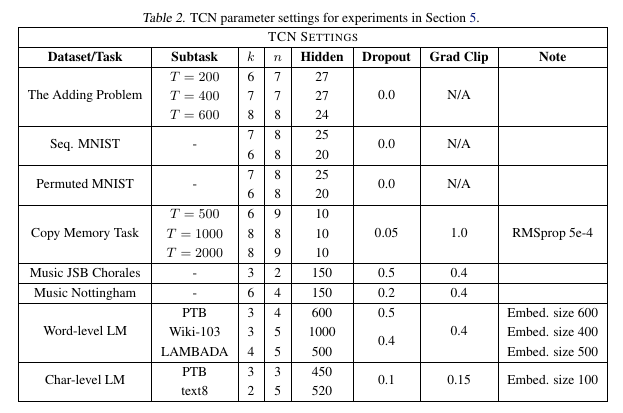 Table 2. TCN parameter settings for experiments in Section 5.
TCN SETTINGS
Dataset/Task Subtask k n Hidden Dropout Grad Clip Note
The Adding Problem T = 200 6 7 27 0.0 N/A
T = 400 7 7 27
T = 600 8 8 24
Seq. MNIST - 7 8 25 0.0 N/A
6 8 20
Permuted MNIST - 7 8 25 0.0 N/A
6 8 20
Copy Memory Task T = 500 6 9 10 0.05 1.0 RMSprop 5e-4
T = 1000 8 8 10
T = 2000 8 9 10
Music JSB Chorales - 3 2 150 0.5 0.4
Music Nottingham - 6 4 150 0.2 0.4
Word-level LM PTB 3 4 600 0.5 0.4 Embed. size 600
Wiki-103 3 5 1000 0.4 Embed. size 400
LAMBADA 4 5 500 Embed. size 500
Char-level LM PTB 3 3 450 0.1 0.15 Embed. size 100
text8 2 5 520